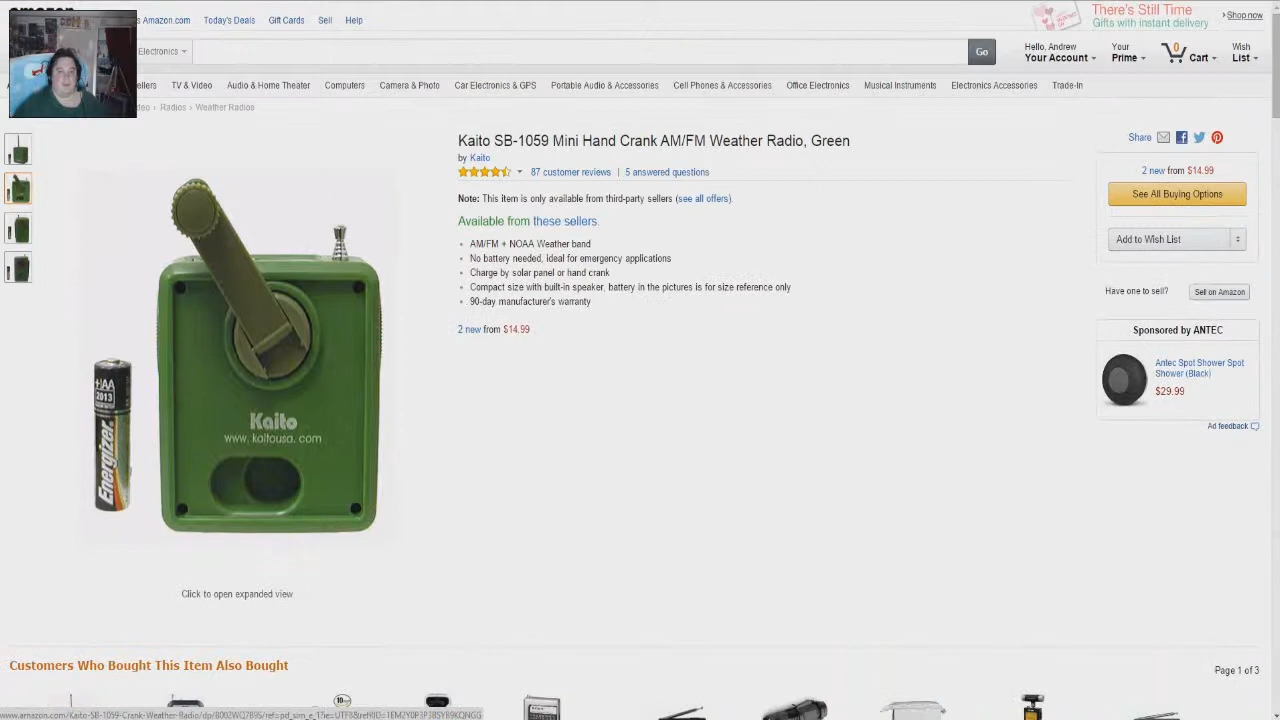 amazon
Amazon.com Today's Deals Gift Cards Sell Help
There's Still Time
Gifts with instant delivery
Shop now
Electronics
Go
Hello, Andrew
Your Account
Your
Prime
0
Cart
Wish
List
TV & Video Audio & Home Theater Computers Camera & Photo Car Electronics & GPS Portable Audio & Accessories Cell Phones & Accessories Office Electronics Musical Instruments Electronics Accessories Trade-In
Radios › Weather Radios
Kaito SB-1059 Mini Hand Crank AM/FM Weather Radio, Green
by Kaito
87 customer reviews | 5 answered questions
Note: This item is only available from third-party sellers (see all offers).
Available from these sellers.
• AM/FM + NOAA Weather band
• No battery needed, ideal for emergency applications
• Charge by solar panel or hand crank
• Compact size with built-in speaker, battery in the pictures is for size reference only
• 90-day manufacturer's warranty
2 new from $14.99
Share
2 new from $14.99
See All Buying Options
Add to Wish List
Have one to sell? Sell on Amazon
Sponsored by ANTEC
Antec Spot Shower Spot
Shower (Black)
$29.99
Ad feedback
+AA
2013
Energizer
Kaito
www.kaitousa.com
Click to open expanded view
Customers Who Bought This Item Also Bought
Page 1 of 3